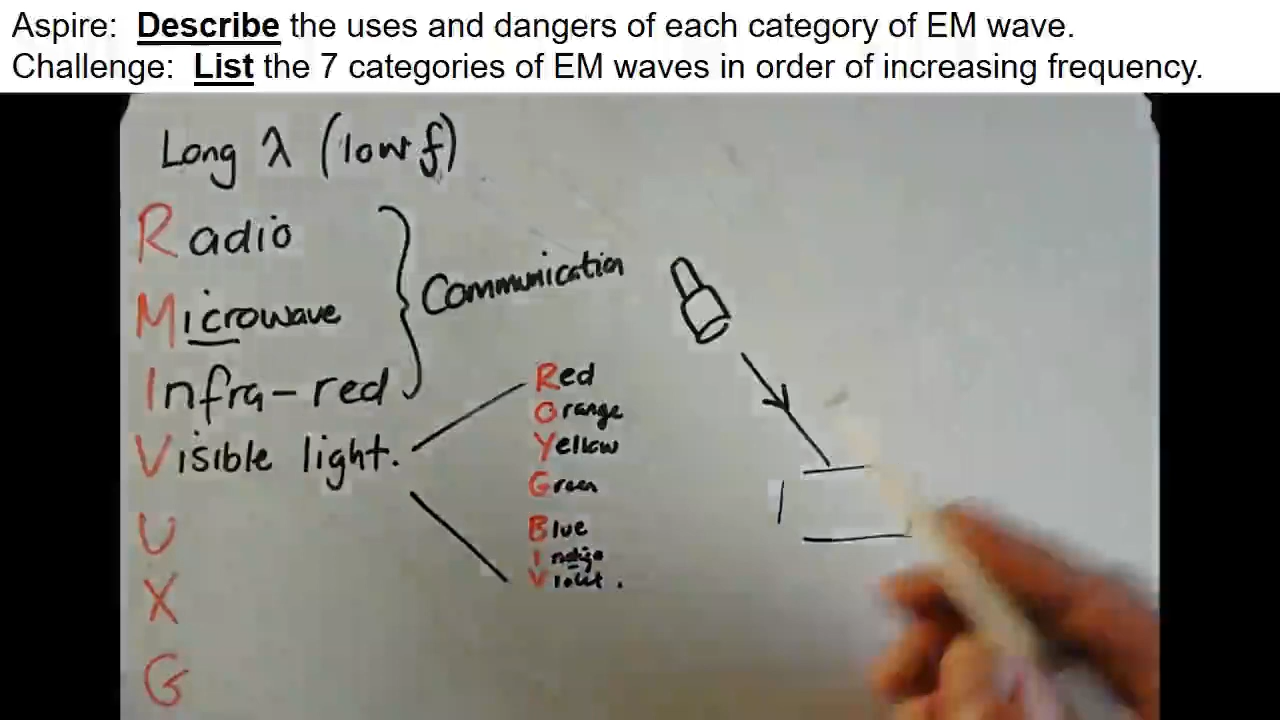 Aspire: Describe the uses and dangers of each category of EM wave.
Challenge: List the 7 categories of EM waves in order of increasing frequency.
Long λ (low f)
Radio
Microwave
Infra-red
Communication
Visible light.
Red
Orange
Yellow
Green
Blue
Indigo
Violet.
U
X
G